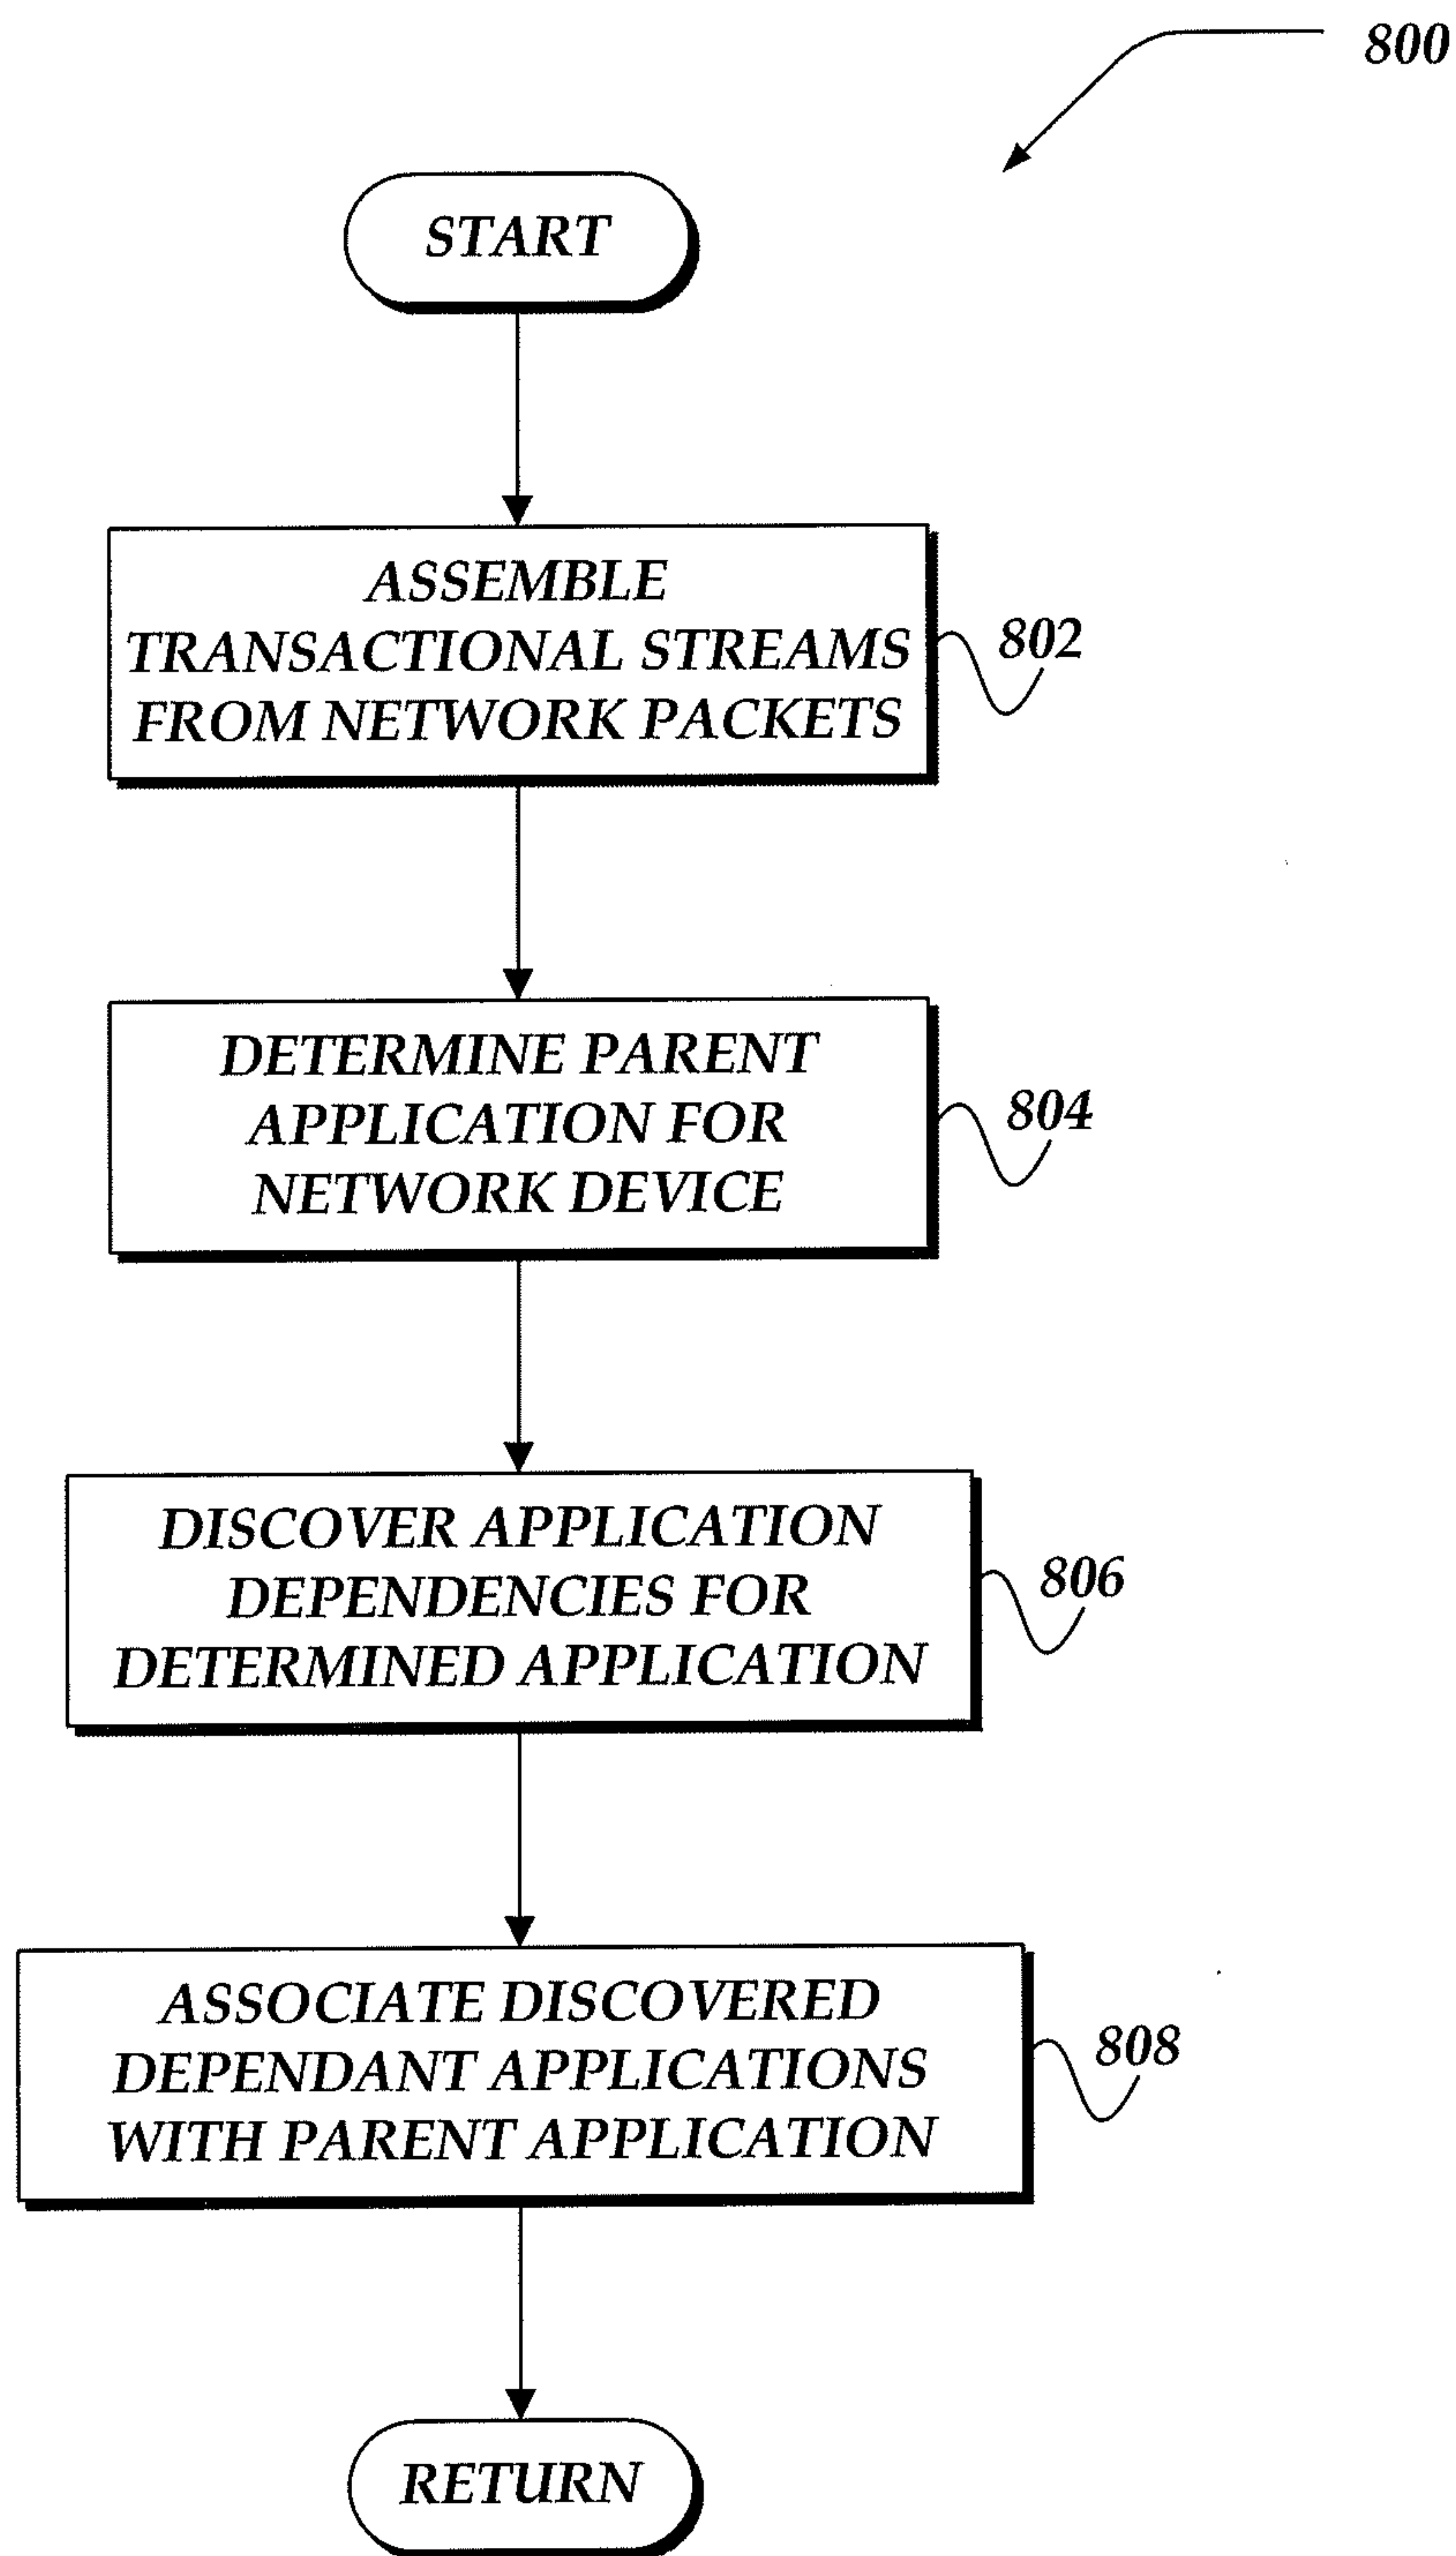 800
START
ASSEMBLE
TRANSACTIONAL STREAMS
FROM NETWORK PACKETS
802
DETERMINE PARENT
APPLICATION FOR
NETWORK DEVICE
804
DISCOVER APPLICATION
DEPENDENCIES FOR
DETERMINED APPLICATION
806
ASSOCIATE DISCOVERED
DEPENDANT APPLICATIONS
WITH PARENT APPLICATION
808
RETURN